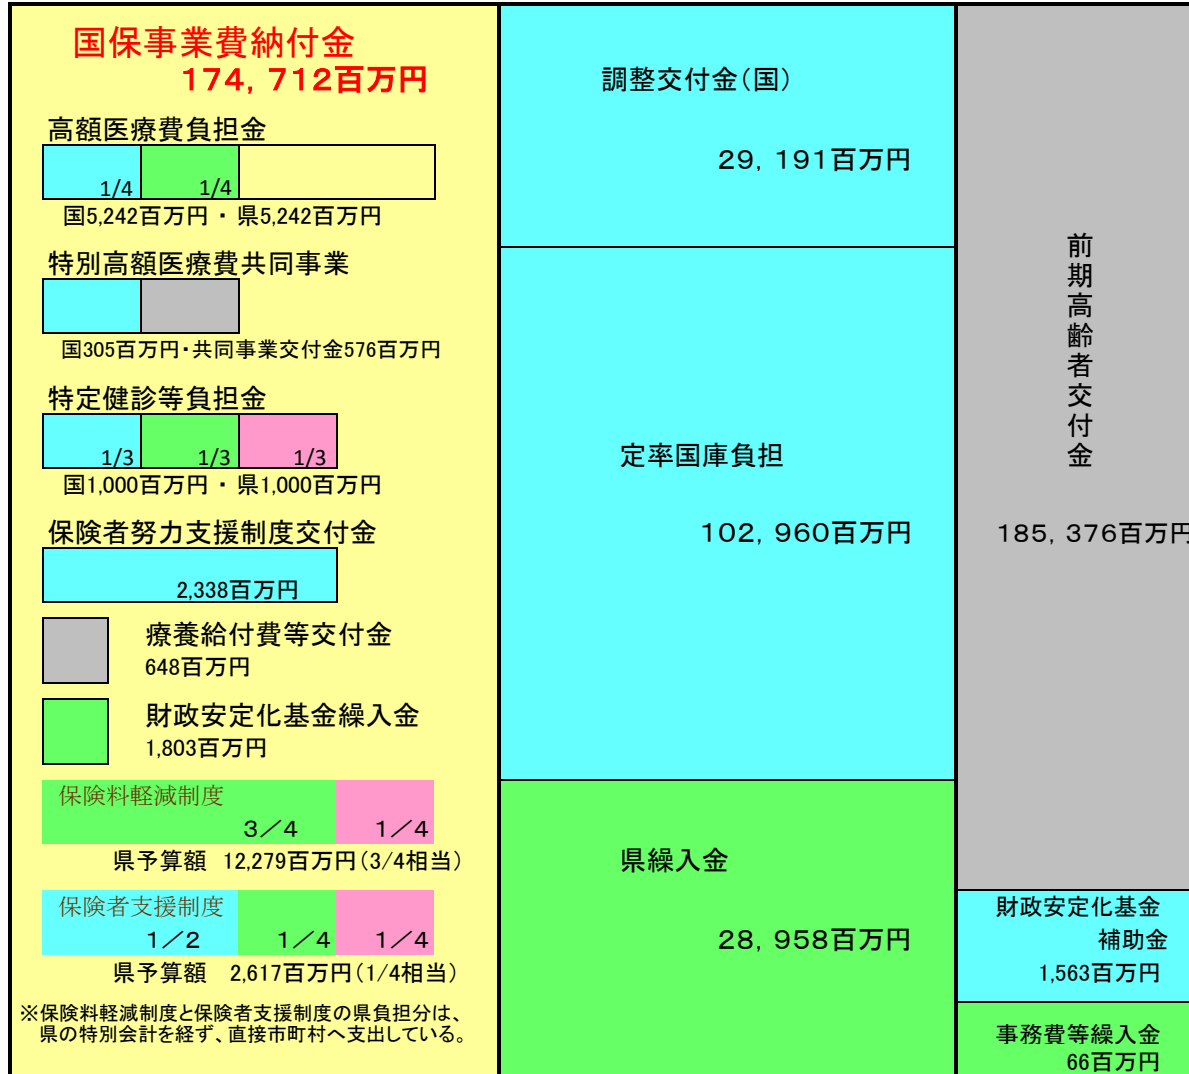 国保事業費納付金
174,712百万円
高額医療費負担金
1/4 1/4
国5,242百万円・県5,242百万円
特別高額医療費共同事業
国305百万円・共同事業交付金576百万円
特定健診等負担金
1/3 1/3 1/3
国1,000百万円・県1,000百万円
保険者努力支援制度交付金
2,338百万円
療養給付費等交付金
648百万円
財政安定化基金繰入金
1,803百万円
保険料軽減制度
3/4 1/4
県予算額 12,279百万円(3/4相当)
保険者支援制度
1/2 1/4 1/4
県予算額 2,617百万円(1/4相当)
※保険料軽減制度と保険者支援制度の県負担分は、
県の特別会計を経ず、直接市町村へ支出している。
調整交付金(国)
29,191百万円
定率国庫負担
102,960百万円
県繰入金
28,958百万円
前期高齢者交付金
185,376百万円
財政安定化基金
補助金
1,563百万円
事務費等繰入金
66百万円